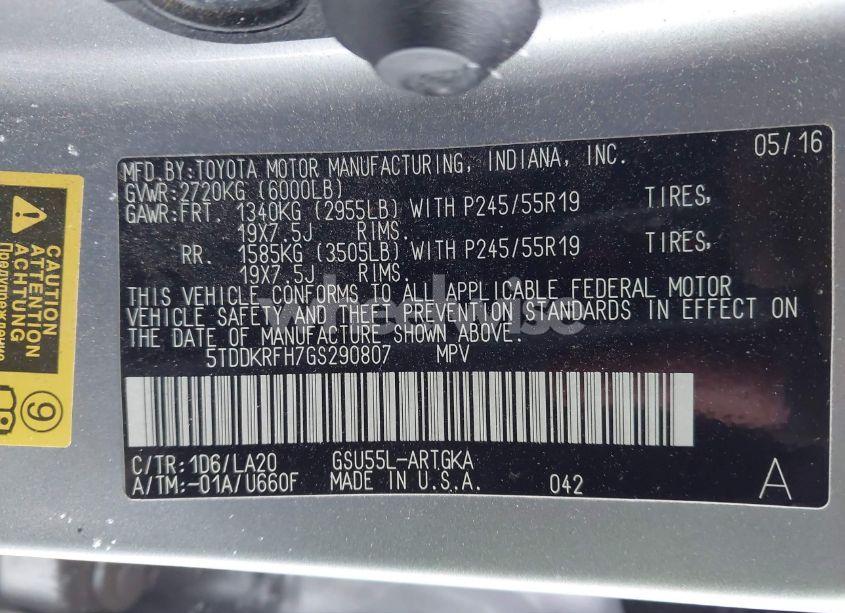 MFD.BY:TOYOTA MOTOR MANUFACTURING, INDIANA, INC. 05/16
GVWR:2720KG (6000LB)
GAWR:FRT. 1340KG (2955LB) WITH P245/55R19 TIRES,
19X7.5J RIMS.
RR. 1585KG (3505LB) WITH P245/55R19 TIRES,
19X7.5J RIMS.
THIS VEHICLE CONFORMS TO ALL APPLICABLE FEDERAL MOTOR
VEHICLE SAFETY AND THEFT PREVENTION STANDARDS IN EFFECT ON
THE DATE OF MANUFACTURE SHOWN ABOVE.
5TDDKRFH7GS290807 MPV
C/TR:1D6/LA20 GSU55L-ARTGKA
A/TM:-01A/U660F MADE IN U.S.A. 042 A
CAUTION
ATTENTION
ACHTUNG
Предупреждение
9